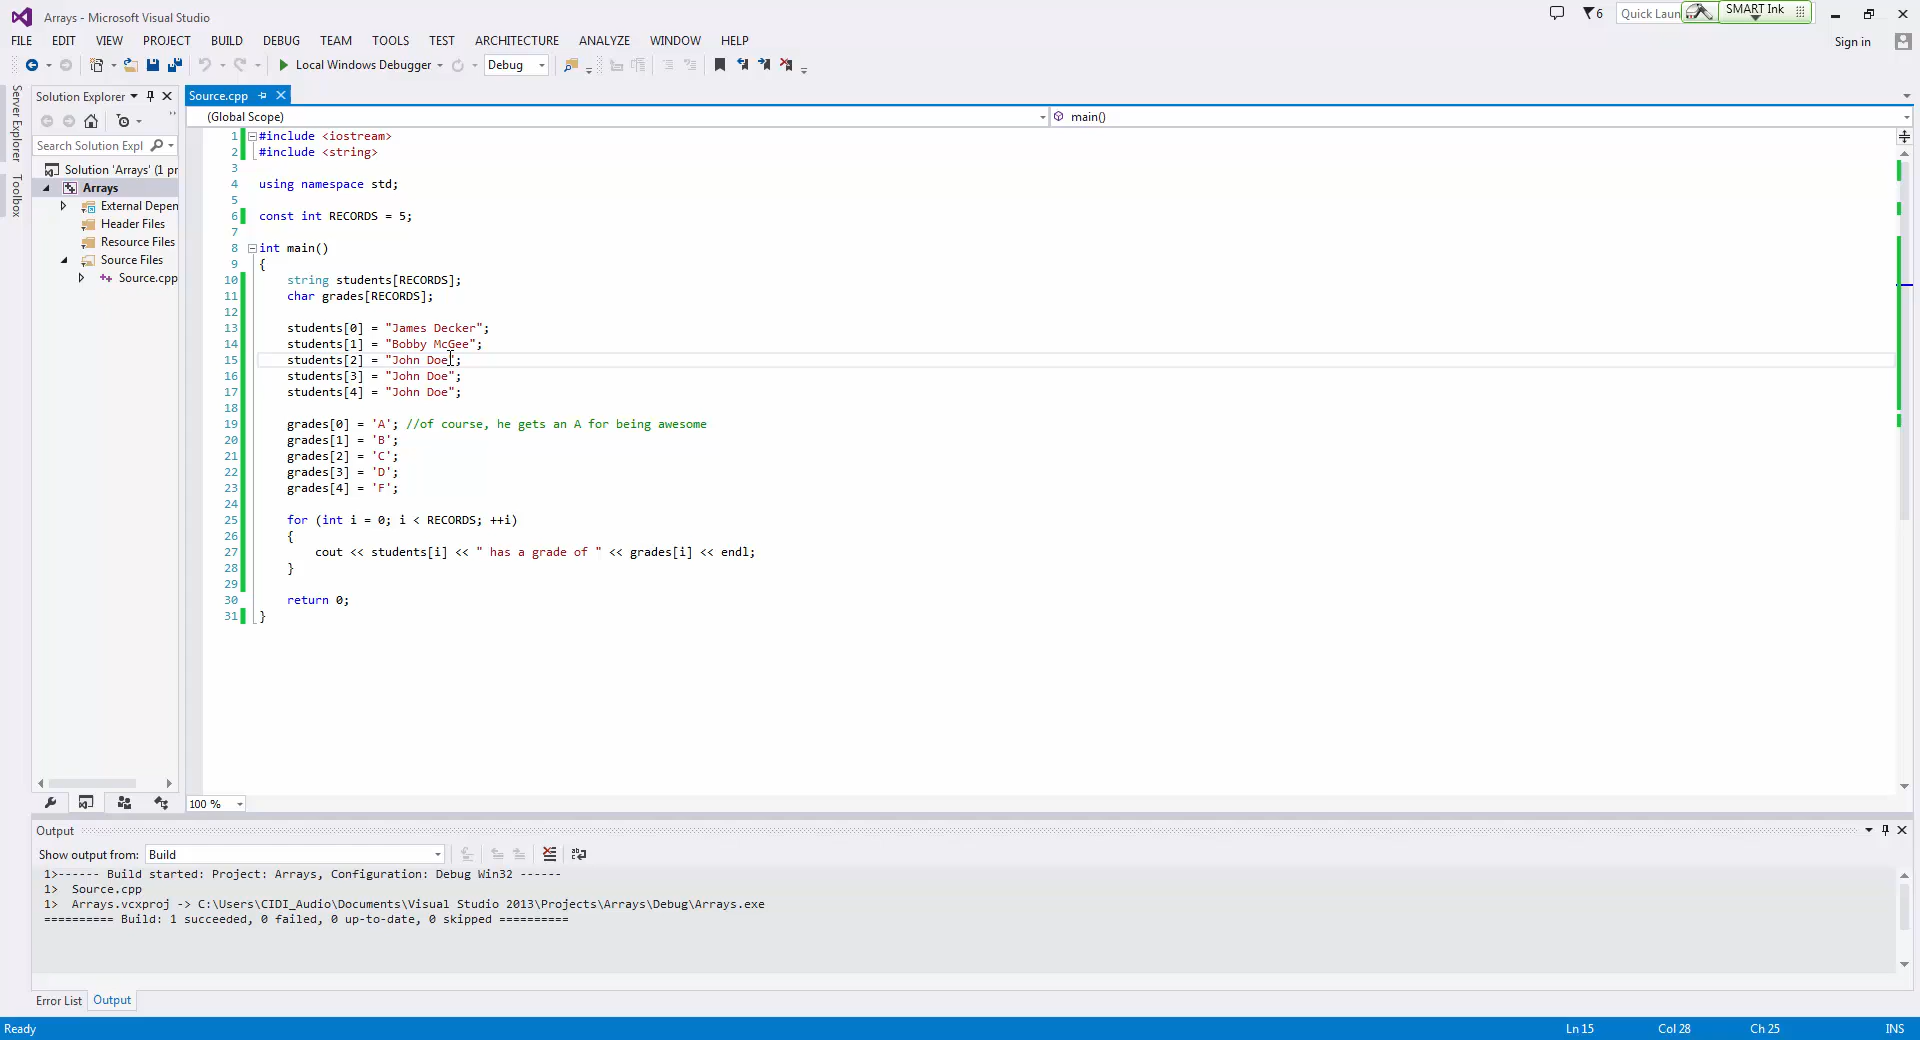 Arrays - Microsoft Visual Studio
6
Quick Laun
SMART Ink
FILE EDIT VIEW PROJECT BUILD DEBUG TEAM TOOLS TEST ARCHITECTURE ANALYZE WINDOW HELP
Sign in
Local Windows Debugger
Debug
Server Explorer
Toolbox
Solution Explorer
Search Solution Expl
Solution 'Arrays' (1 pr
Arrays
External Depen
Header Files
Resource Files
Source Files
Source.cpp
Source.cpp
(Global Scope)
main()
1 #include <iostream>
2 #include <string>
3
4 using namespace std;
5
6 const int RECORDS = 5;
7
8 int main()
9 {
10 string students[RECORDS];
11 char grades[RECORDS];
12
13 students[0] = "James Decker";
14 students[1] = "Bobby McGee";
15 students[2] = "John Doe";
16 students[3] = "John Doe";
17 students[4] = "John Doe";
18
19 grades[0] = 'A'; //of course, he gets an A for being awesome
20 grades[1] = 'B';
21 grades[2] = 'C';
22 grades[3] = 'D';
23 grades[4] = 'F';
24
25 for (int i = 0; i < RECORDS; ++i)
26 {
27 cout << students[i] << " has a grade of " << grades[i] << endl;
28 }
29
30 return 0;
31 }
100 %
Output
Show output from: Build
1>------ Build started: Project: Arrays, Configuration: Debug Win32 ------
1>  Source.cpp
1>  Arrays.vcxproj -> C:\Users\CIDI_Audio\Documents\Visual Studio 2013\Projects\Arrays\Debug\Arrays.exe
========== Build: 1 succeeded, 0 failed, 0 up-to-date, 0 skipped ==========
Error List Output
Ready
Ln 15 Col 28 Ch 25 INS